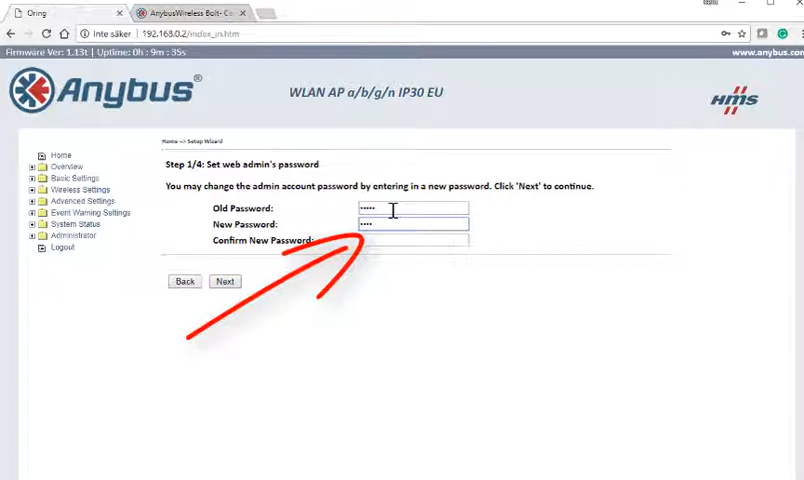 Oring
AnybusWireless Bolt- Co
Inte säker | 192.168.0.2/index_in.htm
Firmware Ver: 1.13t | Uptime: 0h : 9m : 35s
www.anybus.com
Anybus®
WLAN AP a/b/g/n IP30 EU
HMS
Home --> Setup Wizard
Home
Overview
Basic Settings
Wireless Settings
Advanced Settings
Event Warning Settings
System Status
Administrator
Logout
Step 1/4: Set web admin's password
You may change the admin account password by entering in a new password. Click 'Next' to continue.
Old Password: •••••
New Password: ••••
Confirm New Password:
Back Next